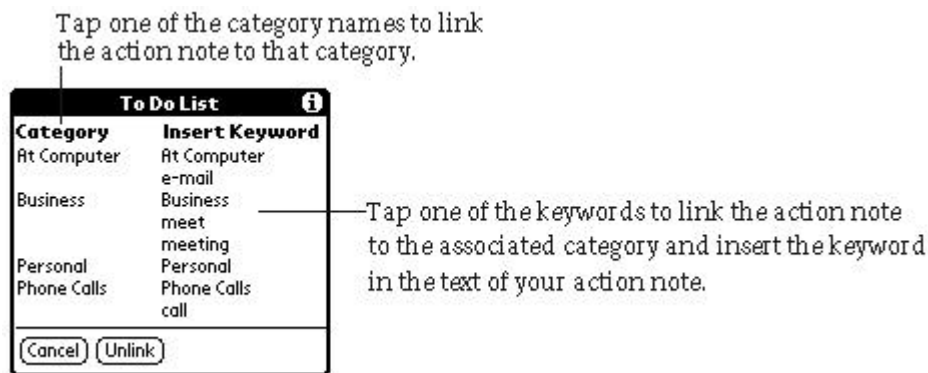 Tap one of the category names to link
the action note to that category.
To Do List i
Category Insert Keyword
At Computer At Computer
e-mail
Business Business
meet
meeting
Personal Personal
Phone Calls Phone Calls
call
Cancel Unlink
Tap one of the keywords to link the action note
to the associated category and insert the keyword
in the text of your action note.